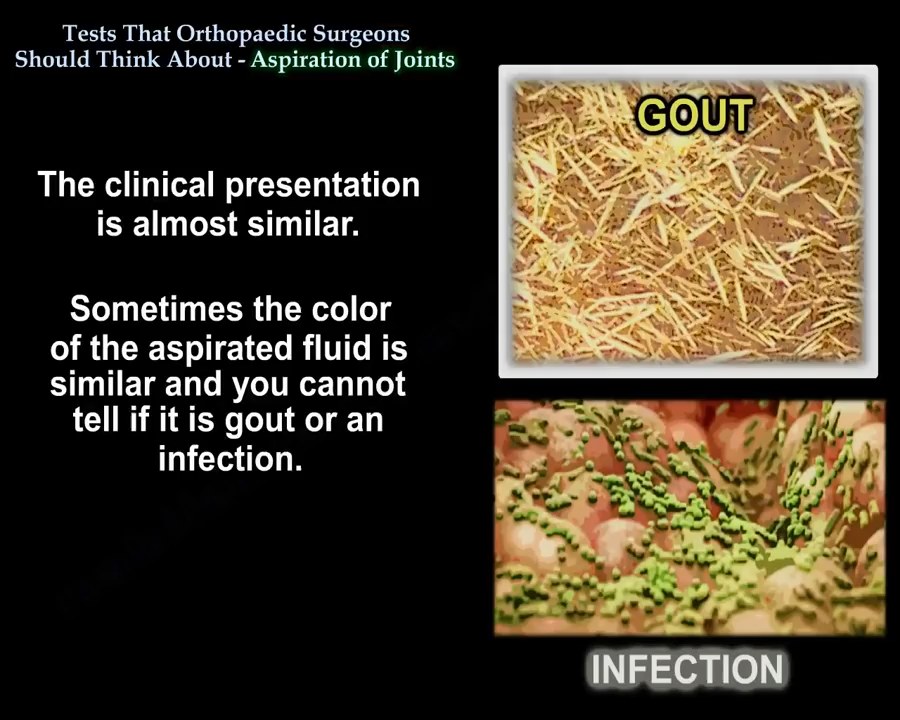 Tests That Orthopaedic Surgeons
Should Think About - Aspiration of Joints
The clinical presentation
is almost similar.
Sometimes the color
of the aspirated fluid is
similar and you cannot
tell if it is gout or an
infection.
GOUT
INFECTION